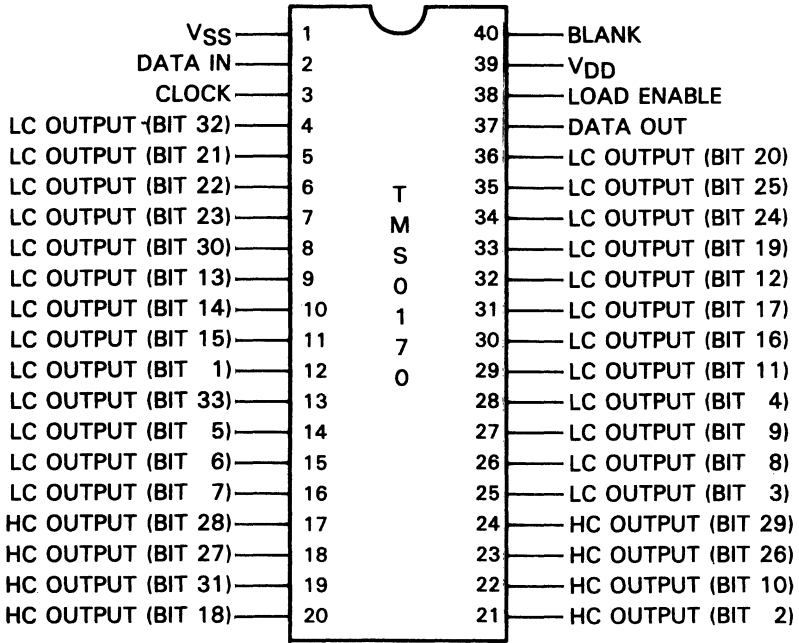 VSS 1 40 BLANK
DATA IN 2 39 VDD
CLOCK 3 38 LOAD ENABLE
LC OUTPUT (BIT 32) 4 37 DATA OUT
LC OUTPUT (BIT 21) 5 36 LC OUTPUT (BIT 20)
LC OUTPUT (BIT 22) 6 35 LC OUTPUT (BIT 25)
LC OUTPUT (BIT 23) 7 34 LC OUTPUT (BIT 24)
LC OUTPUT (BIT 30) 8 33 LC OUTPUT (BIT 19)
LC OUTPUT (BIT 13) 9 32 LC OUTPUT (BIT 12)
LC OUTPUT (BIT 14) 10 31 LC OUTPUT (BIT 17)
LC OUTPUT (BIT 15) 11 30 LC OUTPUT (BIT 16)
LC OUTPUT (BIT 1) 12 29 LC OUTPUT (BIT 11)
LC OUTPUT (BIT 33) 13 28 LC OUTPUT (BIT 4)
LC OUTPUT (BIT 5) 14 27 LC OUTPUT (BIT 9)
LC OUTPUT (BIT 6) 15 26 LC OUTPUT (BIT 8)
LC OUTPUT (BIT 7) 16 25 LC OUTPUT (BIT 3)
HC OUTPUT (BIT 28) 17 24 HC OUTPUT (BIT 29)
HC OUTPUT (BIT 27) 18 23 HC OUTPUT (BIT 26)
HC OUTPUT (BIT 31) 19 22 HC OUTPUT (BIT 10)
HC OUTPUT (BIT 18) 20 21 HC OUTPUT (BIT 2)
TMS0170